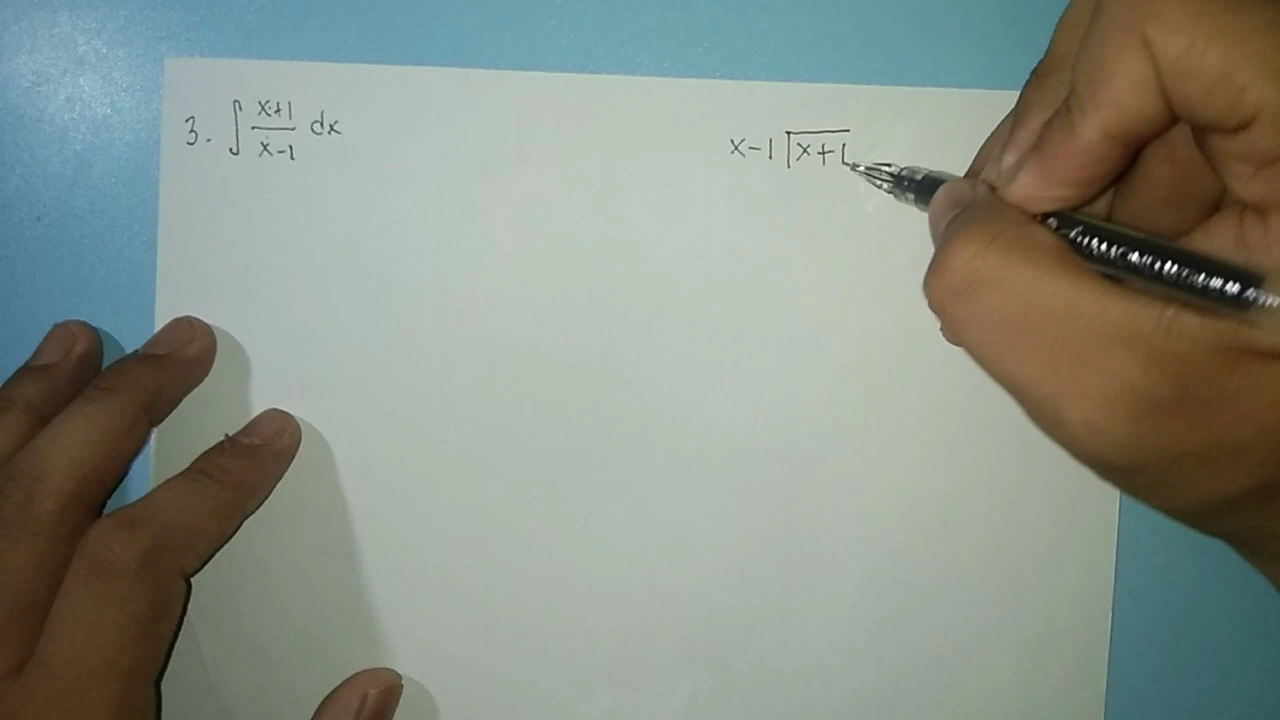 3. ∫ x+1/x-1 dx
x-1 ⟌ x+1